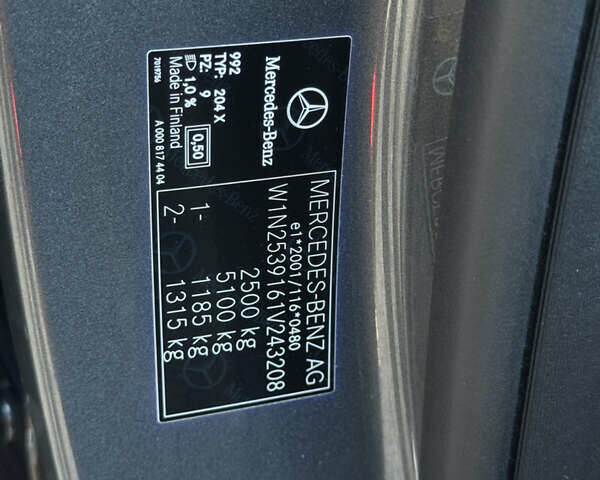 Mercedes-Benz
992
TYP: 204 X
PZ: 9
1,0 %
0,50
Made in Finland
7019756
A 000 817 44 04
MERCEDES-BENZ AG
e1*2001/116*0480
W1N2539161V243208
2500 kg
5100 kg
1- 1185 kg
2- 1315 kg